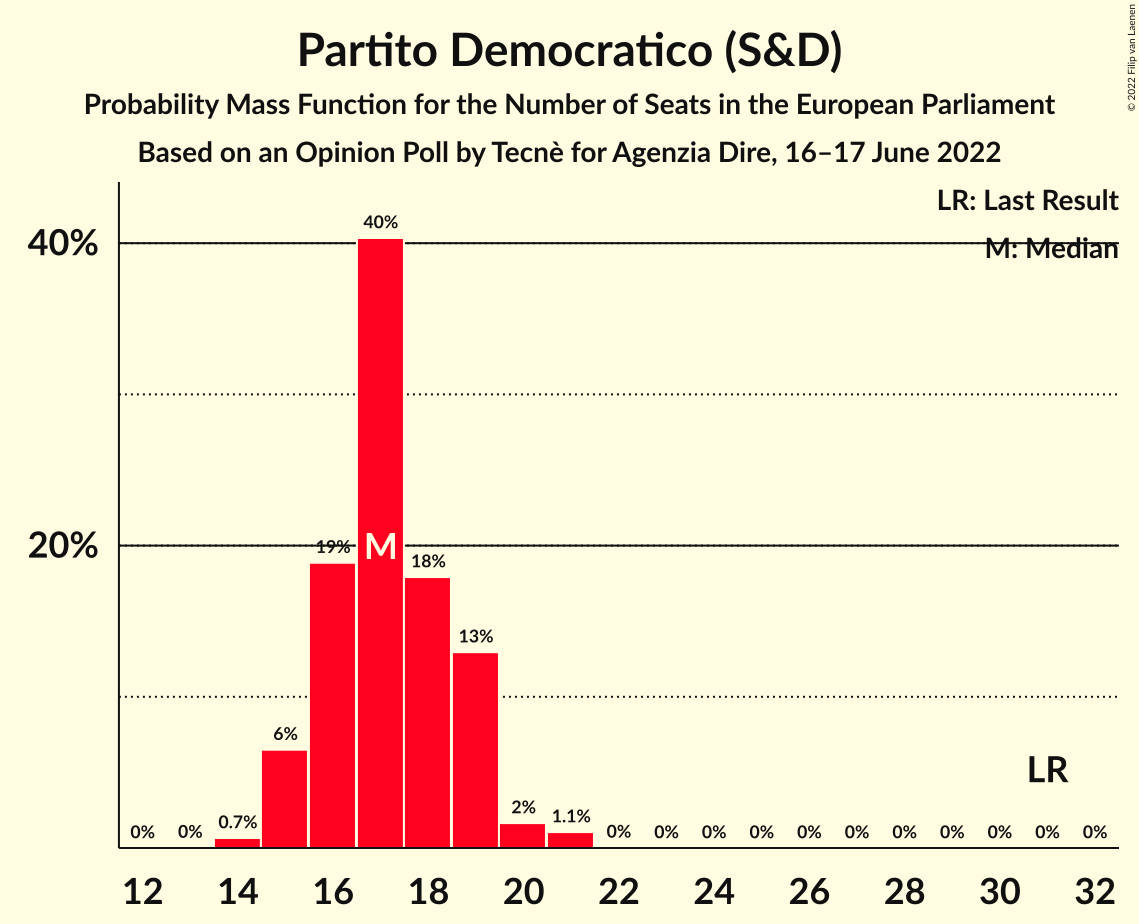 Partito Democratico (S&D)
Probability Mass Function for the Number of Seats in the European Parliament
Based on an Opinion Poll by Tecnè for Agenzia Dire, 16–17 June 2022
© 2022 Filip van Laenen
LR: Last Result
M: Median
40%
20%
0% 0% 0.7% 6% 19% 40% 18% 13% 2% 1.1% 0% 0% 0% 0% 0% 0% 0% 0% 0% 0% 0%
M
LR
12 14 16 18 20 22 24 26 28 30 32